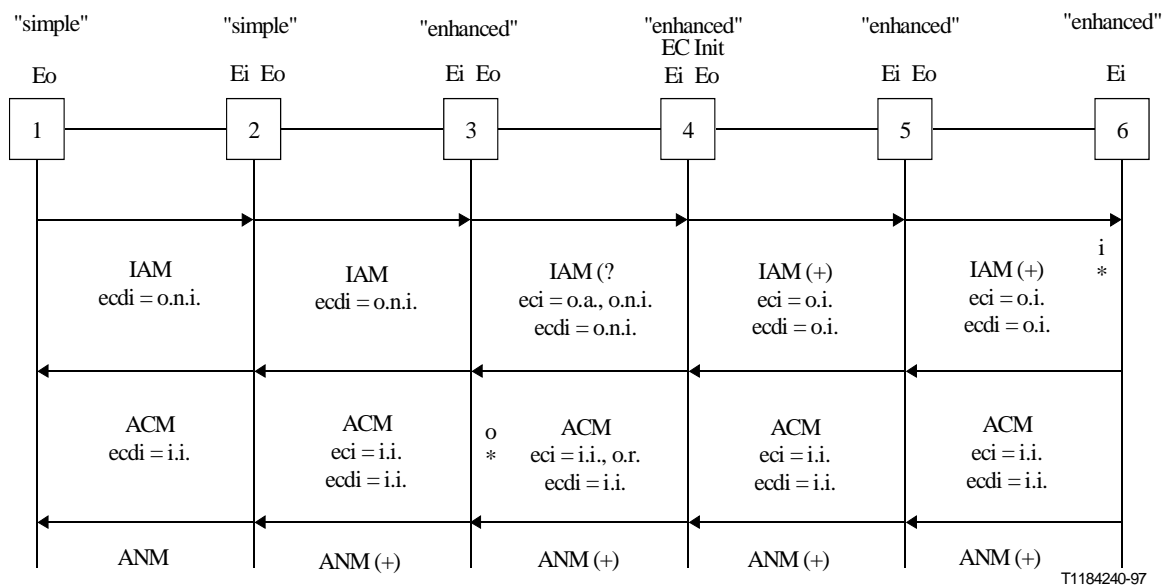 "simple" "simple" "enhanced" "enhanced" "enhanced" "enhanced"
EC Init
Eo Ei Eo Ei Eo Ei Eo Ei Eo Ei
1 2 3 4 5 6
IAM IAM IAM (? IAM (+) IAM (+) i
ecdi = o.n.i. ecdi = o.n.i. eci = o.a., o.n.i. eci = o.i. eci = o.i. *
ecdi = o.n.i. ecdi = o.i. ecdi = o.i.
ACM ACM o ACM ACM ACM
ecdi = i.i. eci = i.i. * eci = i.i., o.r. eci = i.i. eci = i.i.
ecdi = i.i. ecdi = i.i. ecdi = i.i. ecdi = i.i.
ANM ANM (+) ANM (+) ANM (+) ANM (+)
T1184240-97